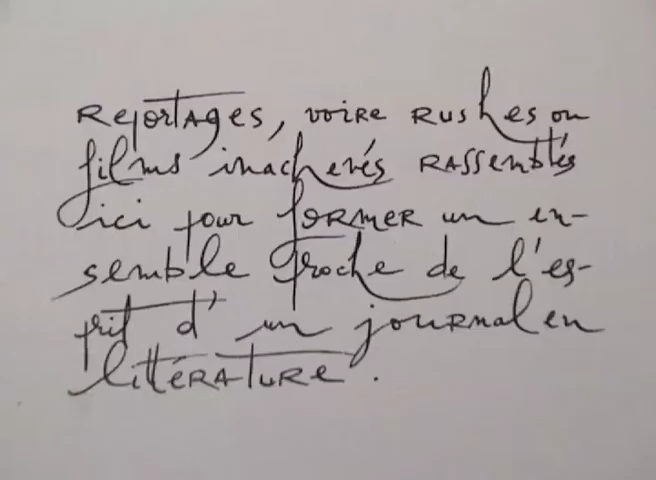 Reportages, voire rushes ou
films inachevés rassemblés
ici pour former un en-
semble proche de l'es-
prit d'un journal en
littérature.